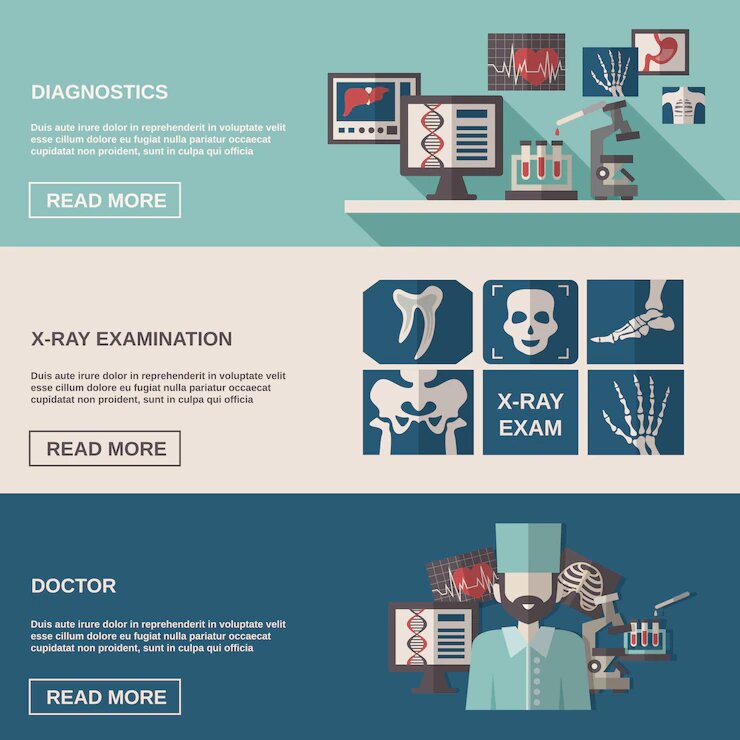 DIAGNOSTICS
Duis aute irure dolor in reprehenderit in voluptate velit
esse cillum dolore eu fugiat nulla pariatur occaecat
cupidatat non proident, sunt in culpa qui officia
READ MORE
X-RAY EXAMINATION
Duis aute irure dolor in reprehenderit in voluptate velit
esse cillum dolore eu fugiat nulla pariatur occaecat
cupidatat non proident, sunt in culpa qui officia
READ MORE
X-RAY
EXAM
DOCTOR
Duis aute irure dolor in reprehenderit in voluptate velit
esse cillum dolore eu fugiat nulla pariatur occaecat
cupidatat non proident, sunt in culpa qui officia
READ MORE